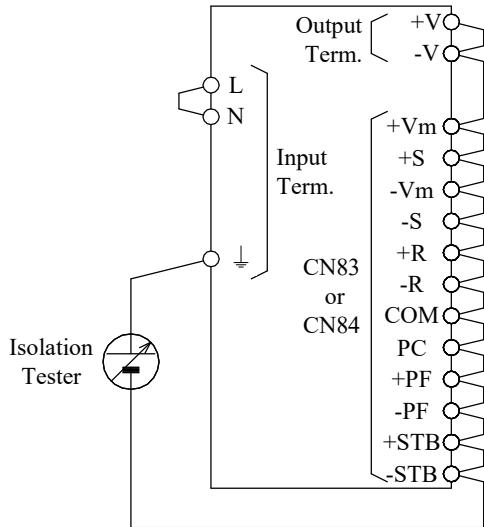 Output
Term.
+V
-V
L
N
Input
Term.
+Vm
+S
-Vm
-S
+R
-R
COM
PC
+PF
-PF
+STB
-STB
CN83
or
CN84
Isolation
Tester